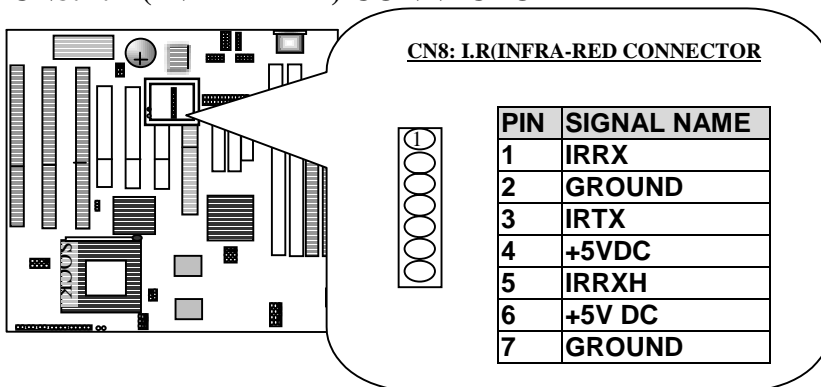 CN8: I.R(INFRA-RED CONNECTOR
PIN SIGNAL NAME
1 IRRX
2 GROUND
3 IRTX
4 +5VDC
5 IRRXH
6 +5V DC
7 GROUND
1
SOCK